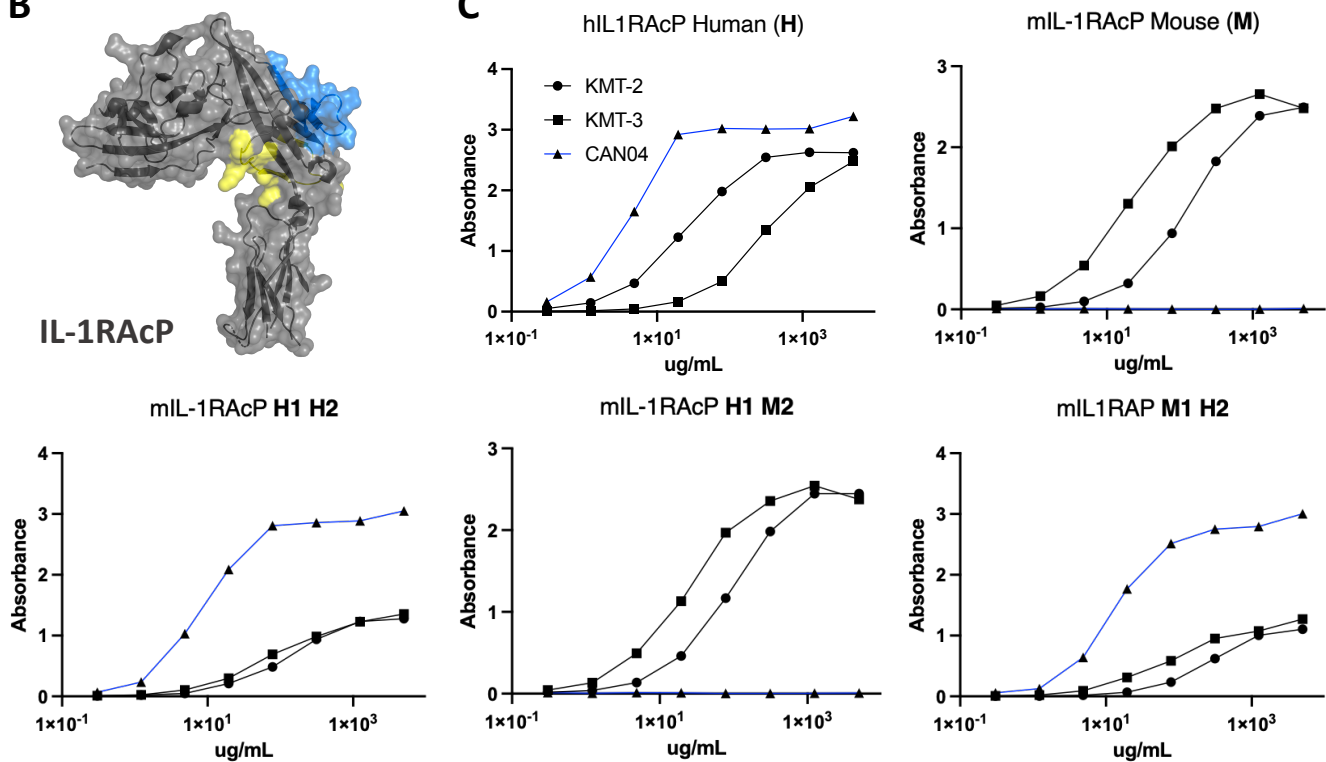 B
IL-1RAcP
C
hIL1RAcP Human (H)
4
3
2
1
0
Absorbance
KMT-2
KMT-3
CAN04
1×10⁻¹
1×10¹
1×10³
ug/mL
mIL-1RAcP Mouse (M)
3
2
1
0
Absorbance
1×10⁻¹
1×10¹
1×10³
ug/mL
mIL-1RAcP H1 H2
4
3
2
1
0
Absorbance
1×10⁻¹
1×10¹
1×10³
ug/mL
mIL-1RAcP H1 M2
3
2
1
0
Absorbance
1×10⁻¹
1×10¹
1×10³
ug/mL
mIL1RAP M1 H2
4
3
2
1
0
Absorbance
1×10⁻¹
1×10¹
1×10³
ug/mL